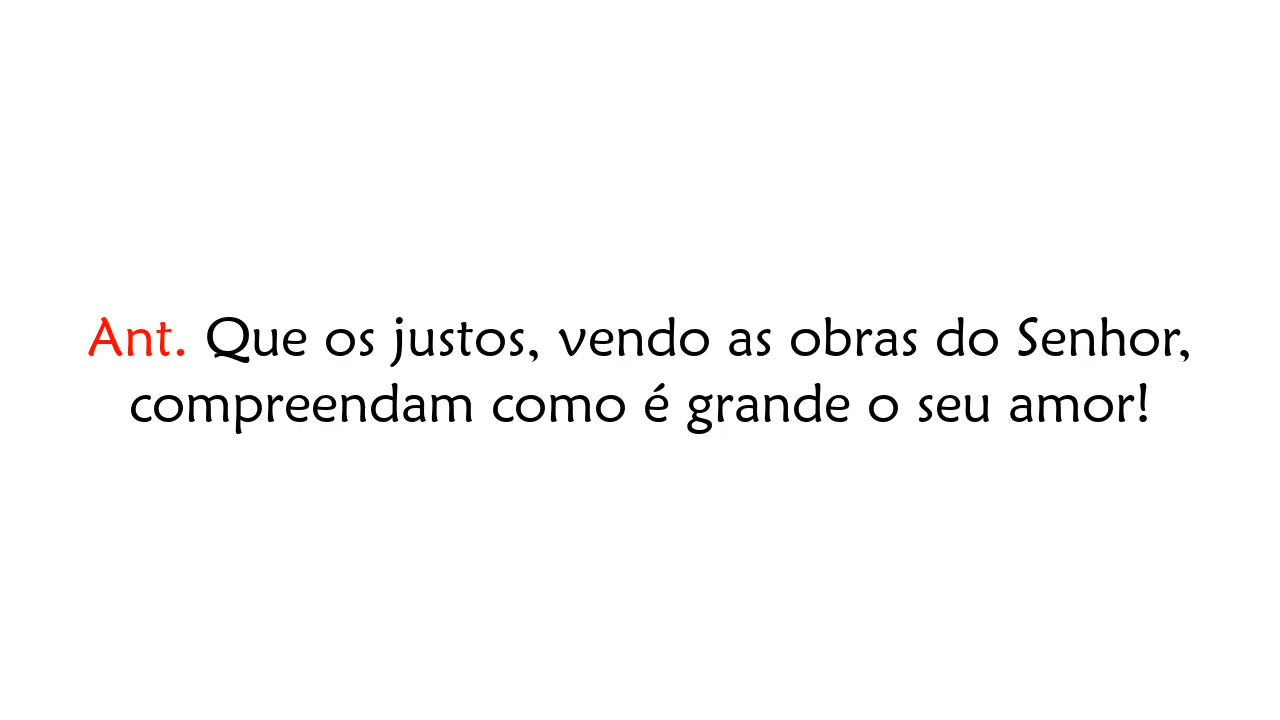 Ant. Que os justos, vendo as obras do Senhor,
compreendam como é grande o seu amor!